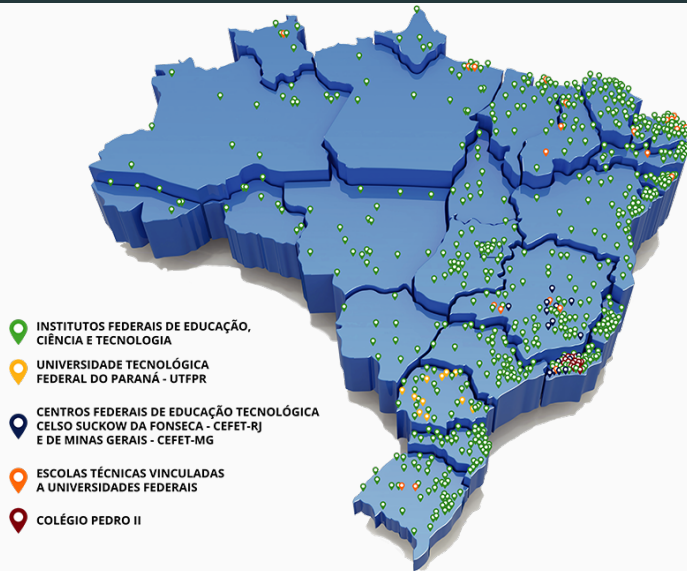 INSTITUTOS FEDERAIS DE EDUCAÇÃO,
CIÊNCIA E TECNOLOGIA
UNIVERSIDADE TECNOLÓGICA
FEDERAL DO PARANÁ - UTFPR
CENTROS FEDERAIS DE EDUCAÇÃO TECNOLÓGICA
CELSO SUCKOW DA FONSECA - CEFET-RJ
E DE MINAS GERAIS - CEFET-MG
ESCOLAS TÉCNICAS VINCULADAS
A UNIVERSIDADES FEDERAIS
COLÉGIO PEDRO II